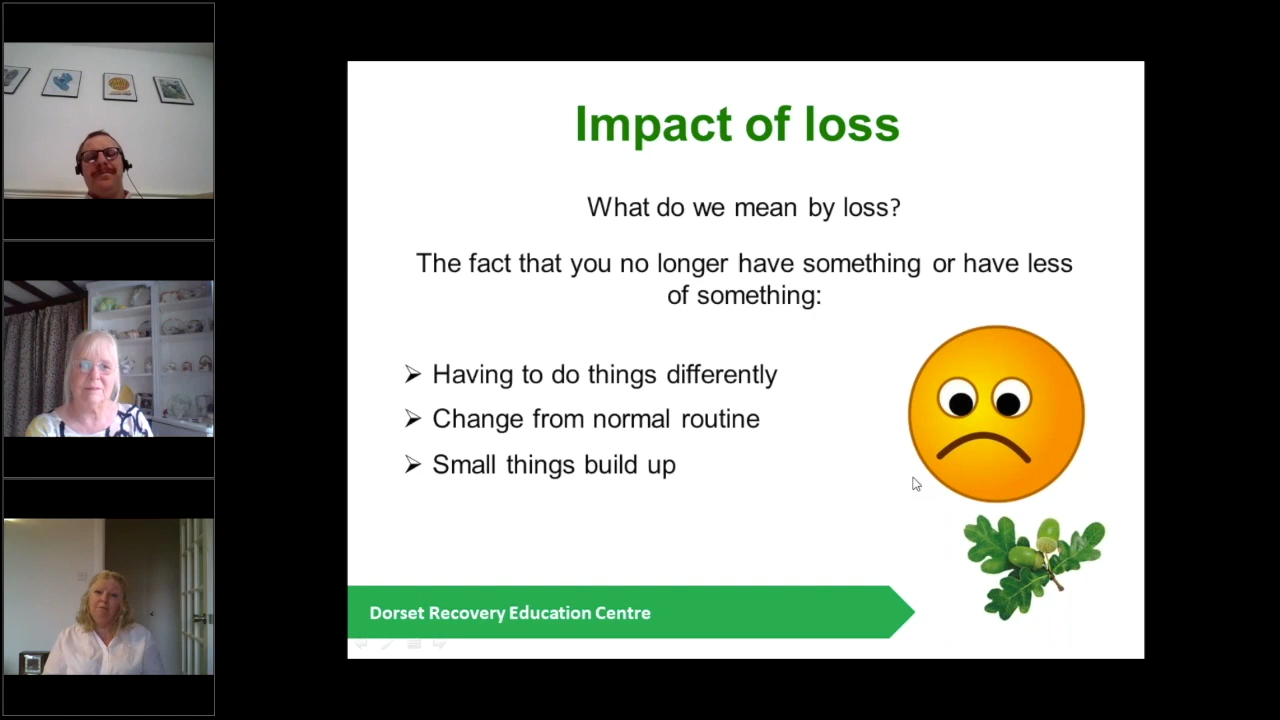 Impact of loss
What do we mean by loss?
The fact that you no longer have something or have less
of something:
Having to do things differently
Change from normal routine
Small things build up
Dorset Recovery Education Centre